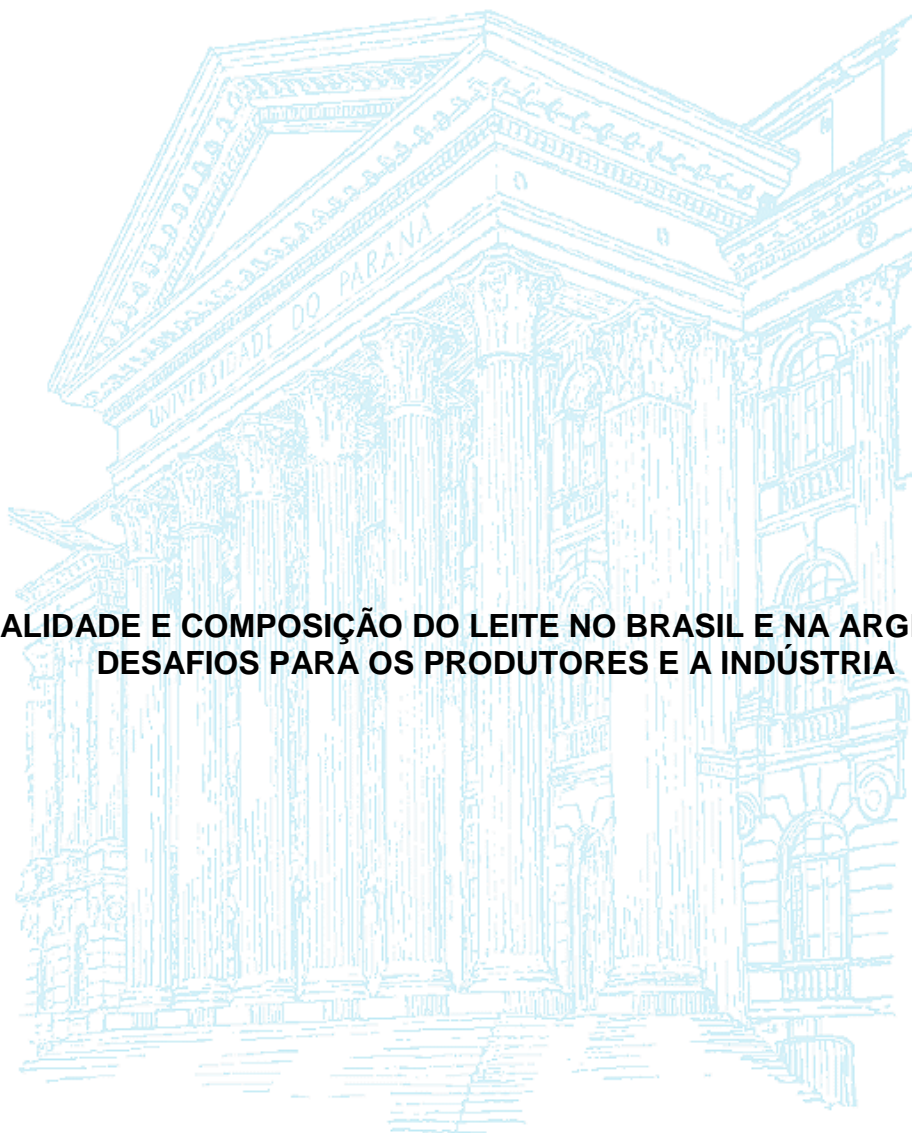 UNIVERSIDADE DO PARANÁ
ALIDADE E COMPOSIÇÃO DO LEITE NO BRASIL E NA ARG
DESAFIOS PARA OS PRODUTORES E A INDÚSTRIA